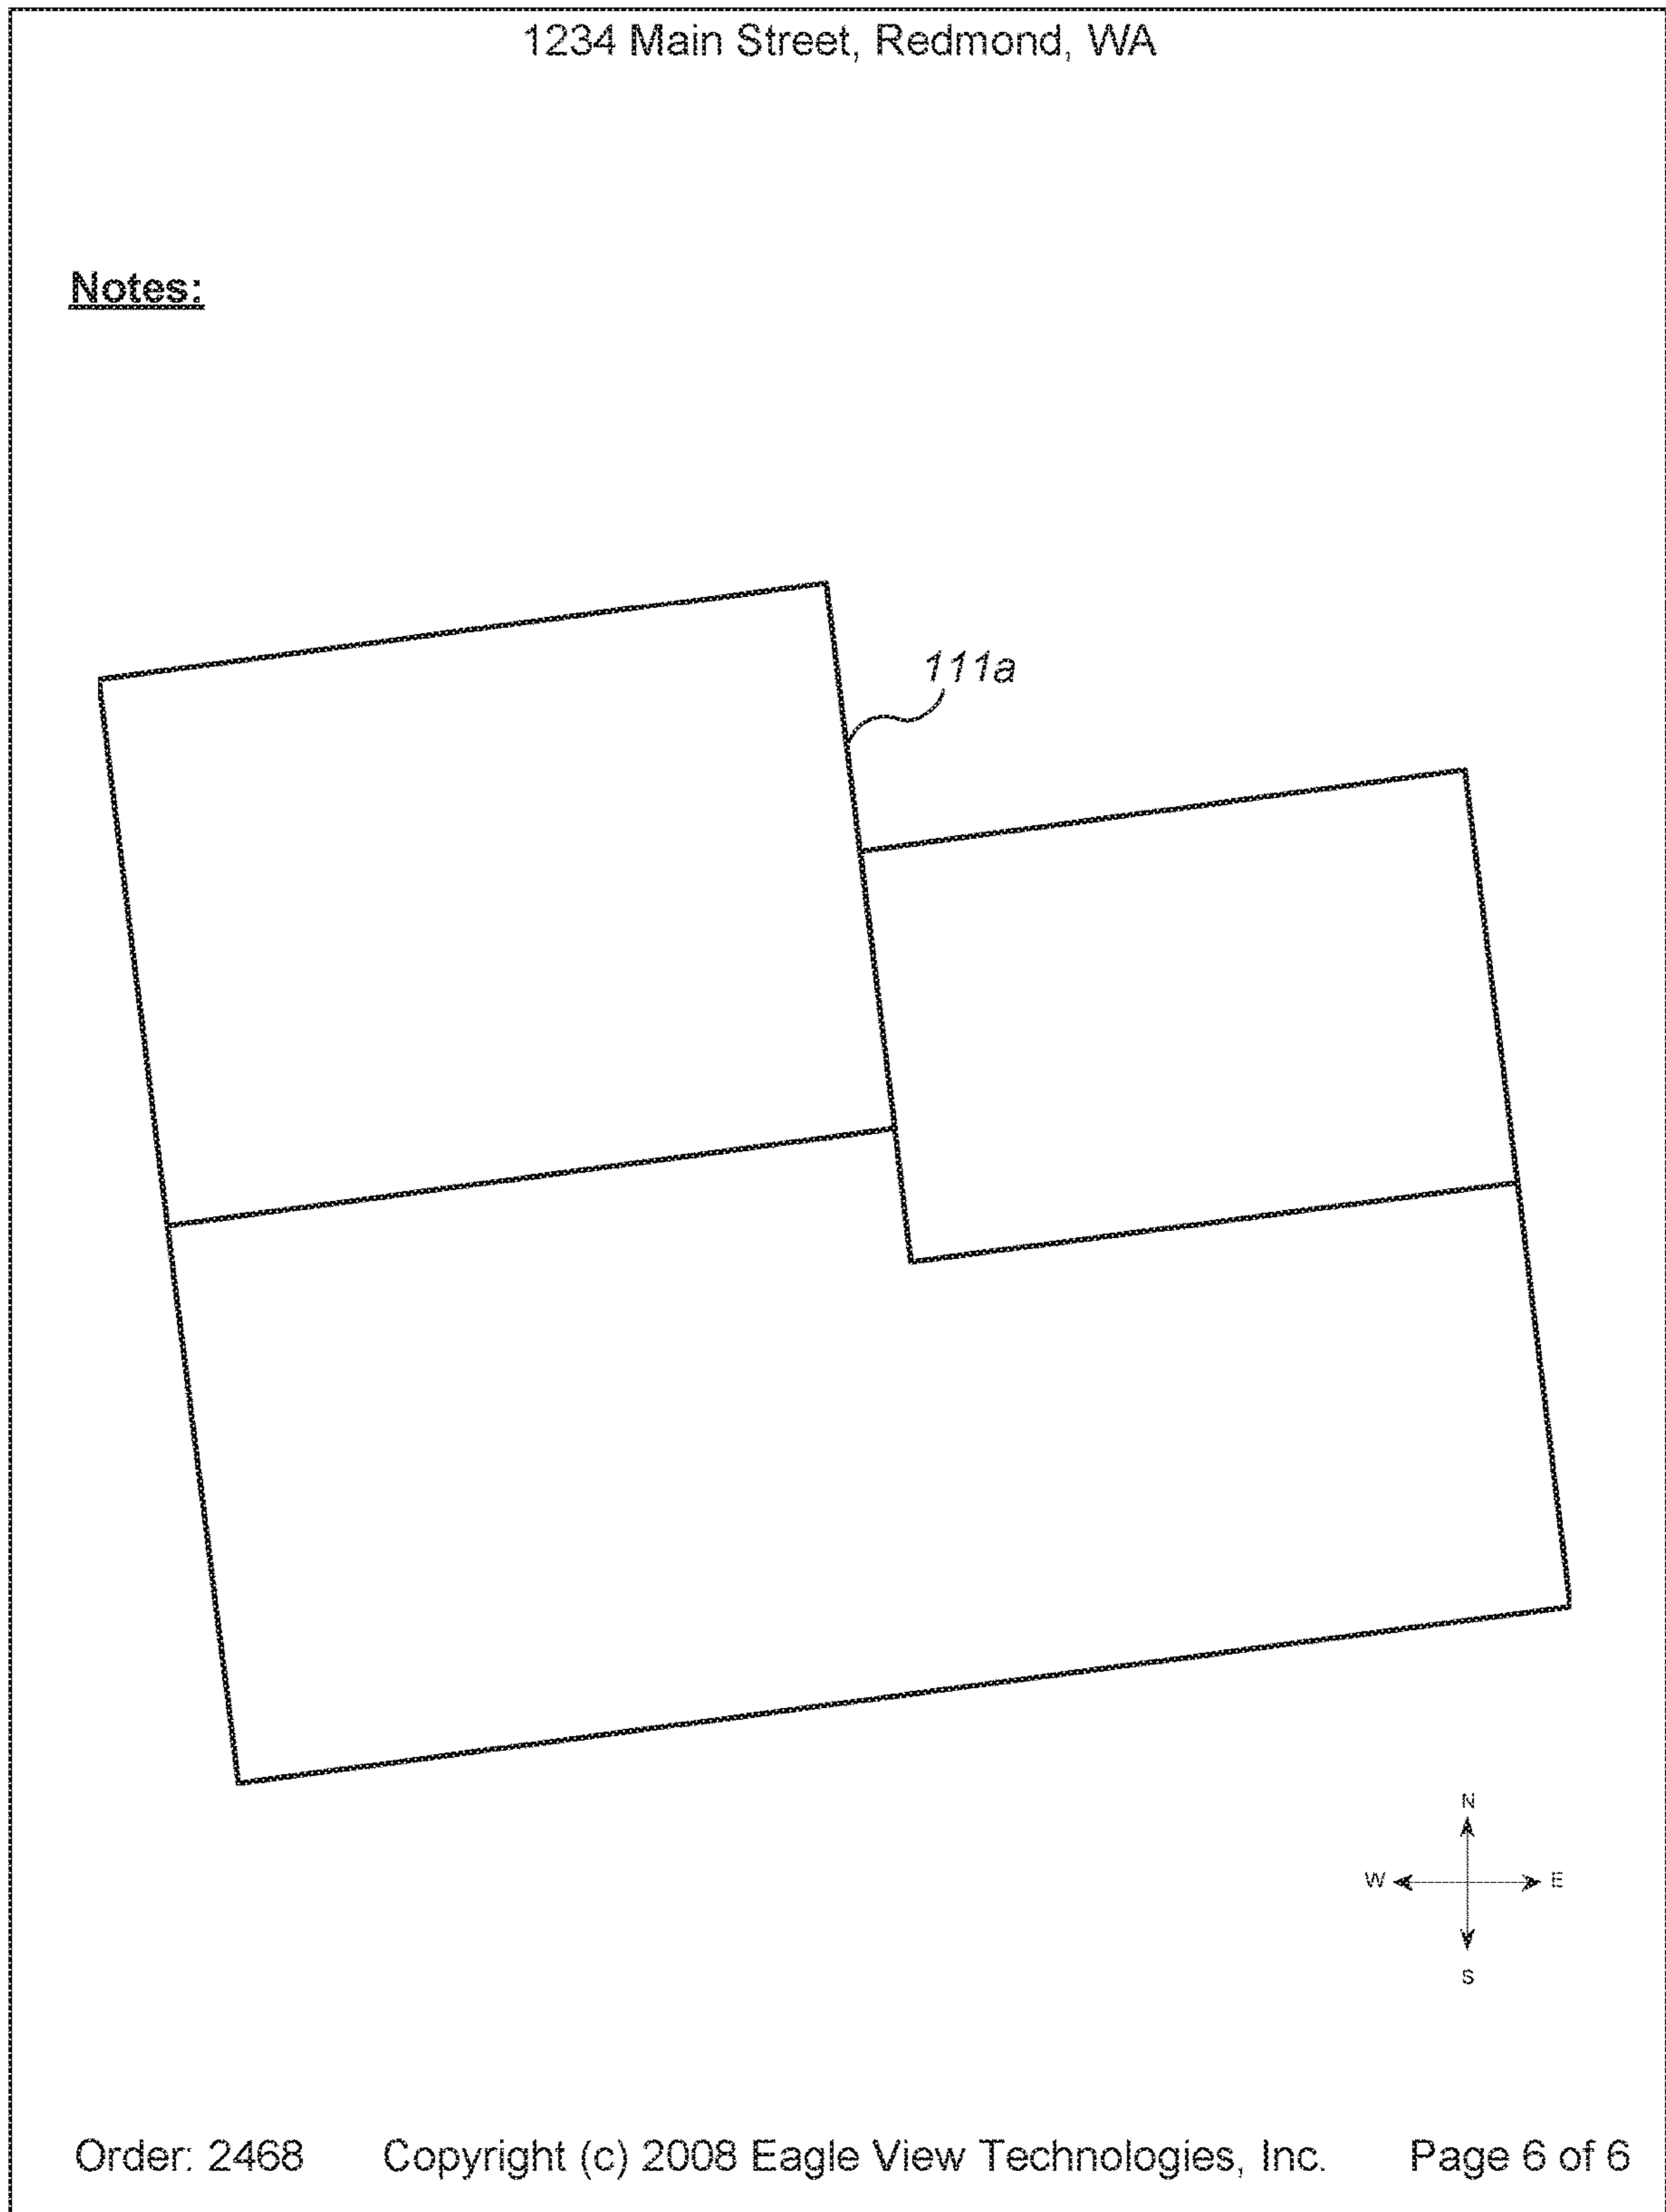 1234 Main Street, Redmond, WA
Notes:
111a
N
W E
S
Order: 2468 Copyright (c) 2008 Eagle View Technologies, Inc. Page 6 of 6